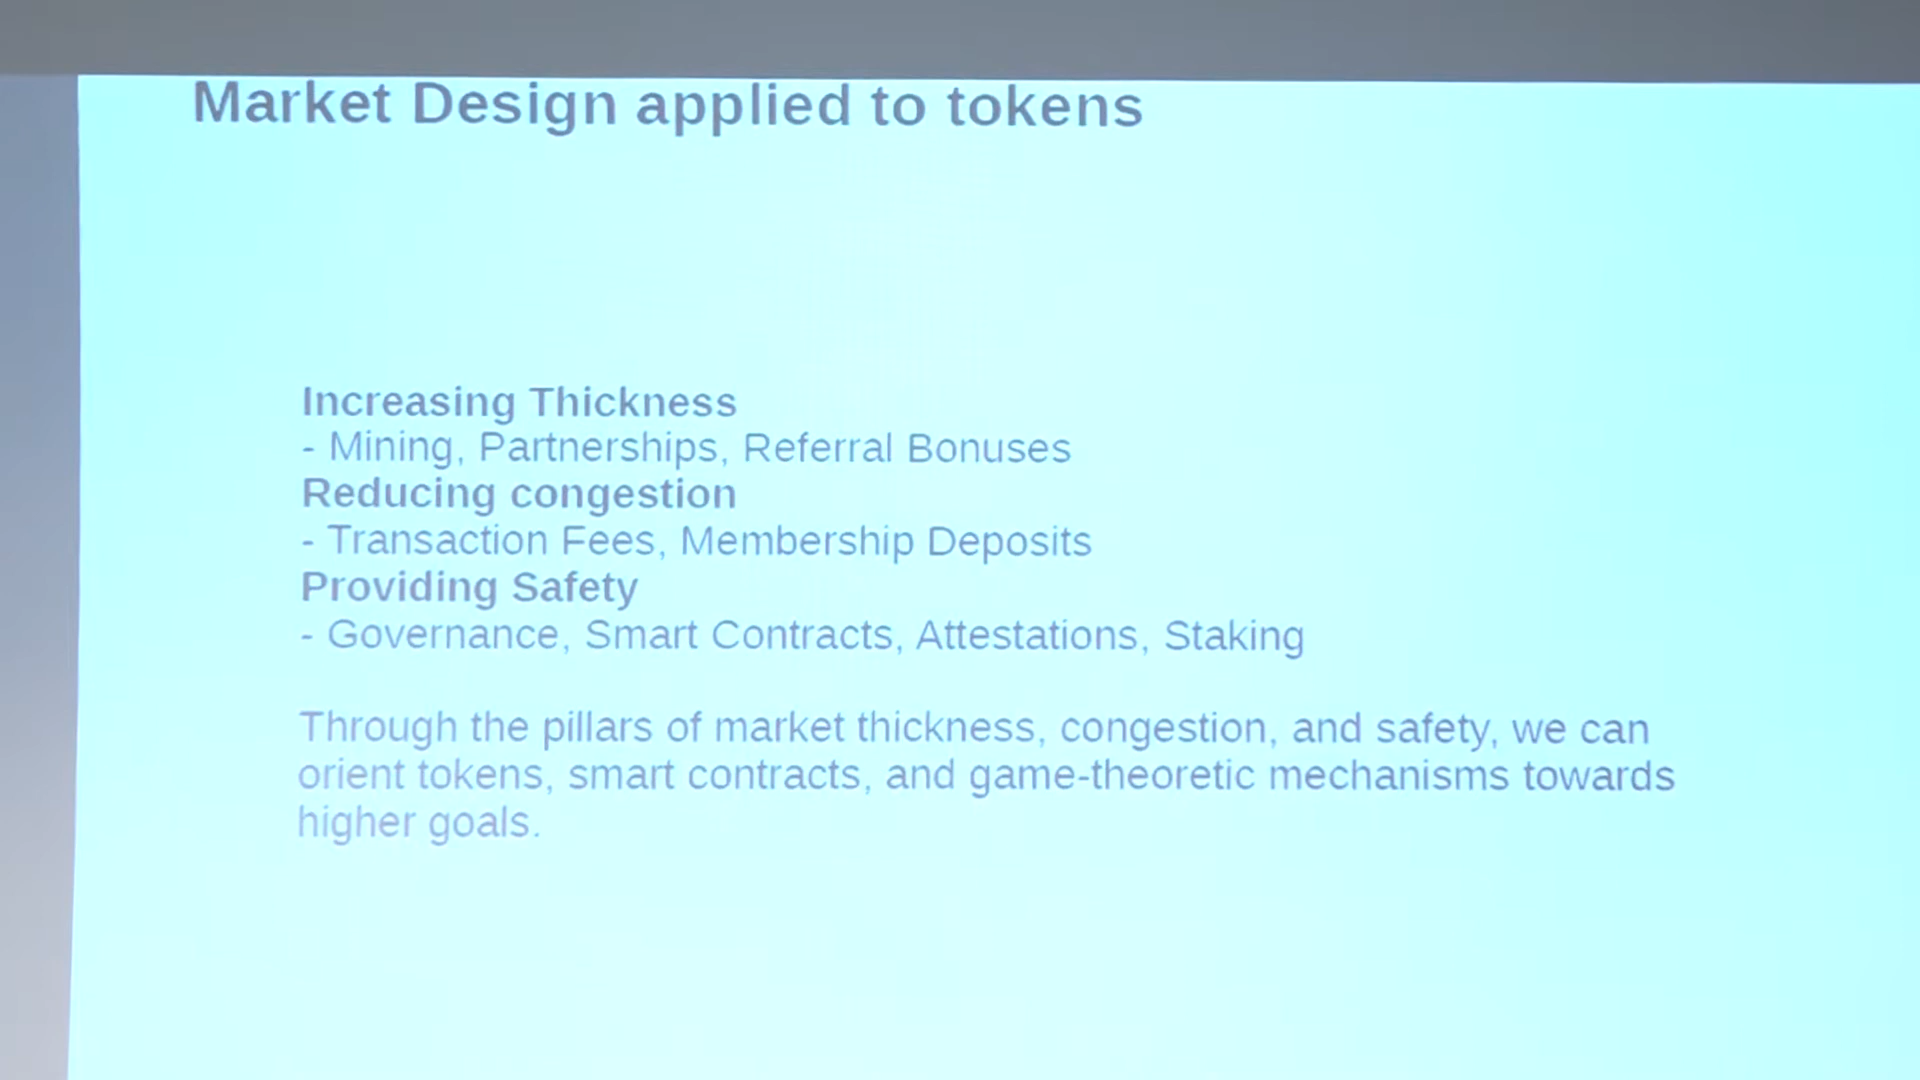 Market Design applied to tokens
Increasing Thickness
- Mining, Partnerships, Referral Bonuses
Reducing congestion
- Transaction Fees, Membership Deposits
Providing Safety
- Governance, Smart Contracts, Attestations, Staking
Through the pillars of market thickness, congestion, and safety, we can
orient tokens, smart contracts, and game-theoretic mechanisms towards
higher goals.